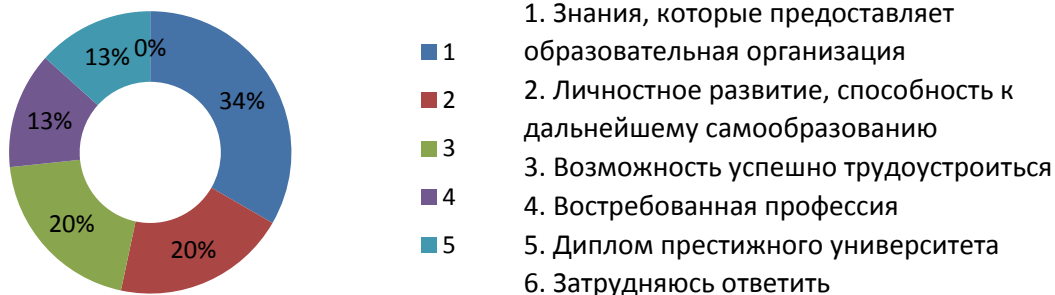 13%
0%
34%
13%
20%
20%
1
2
3
4
5
1. Знания, которые предоставляет
образовательная организация
2. Личностное развитие, способность к
дальнейшему самообразованию
3. Возможность успешно трудоустроиться
4. Востребованная профессия
5. Диплом престижного университета
6. Затрудняюсь ответить